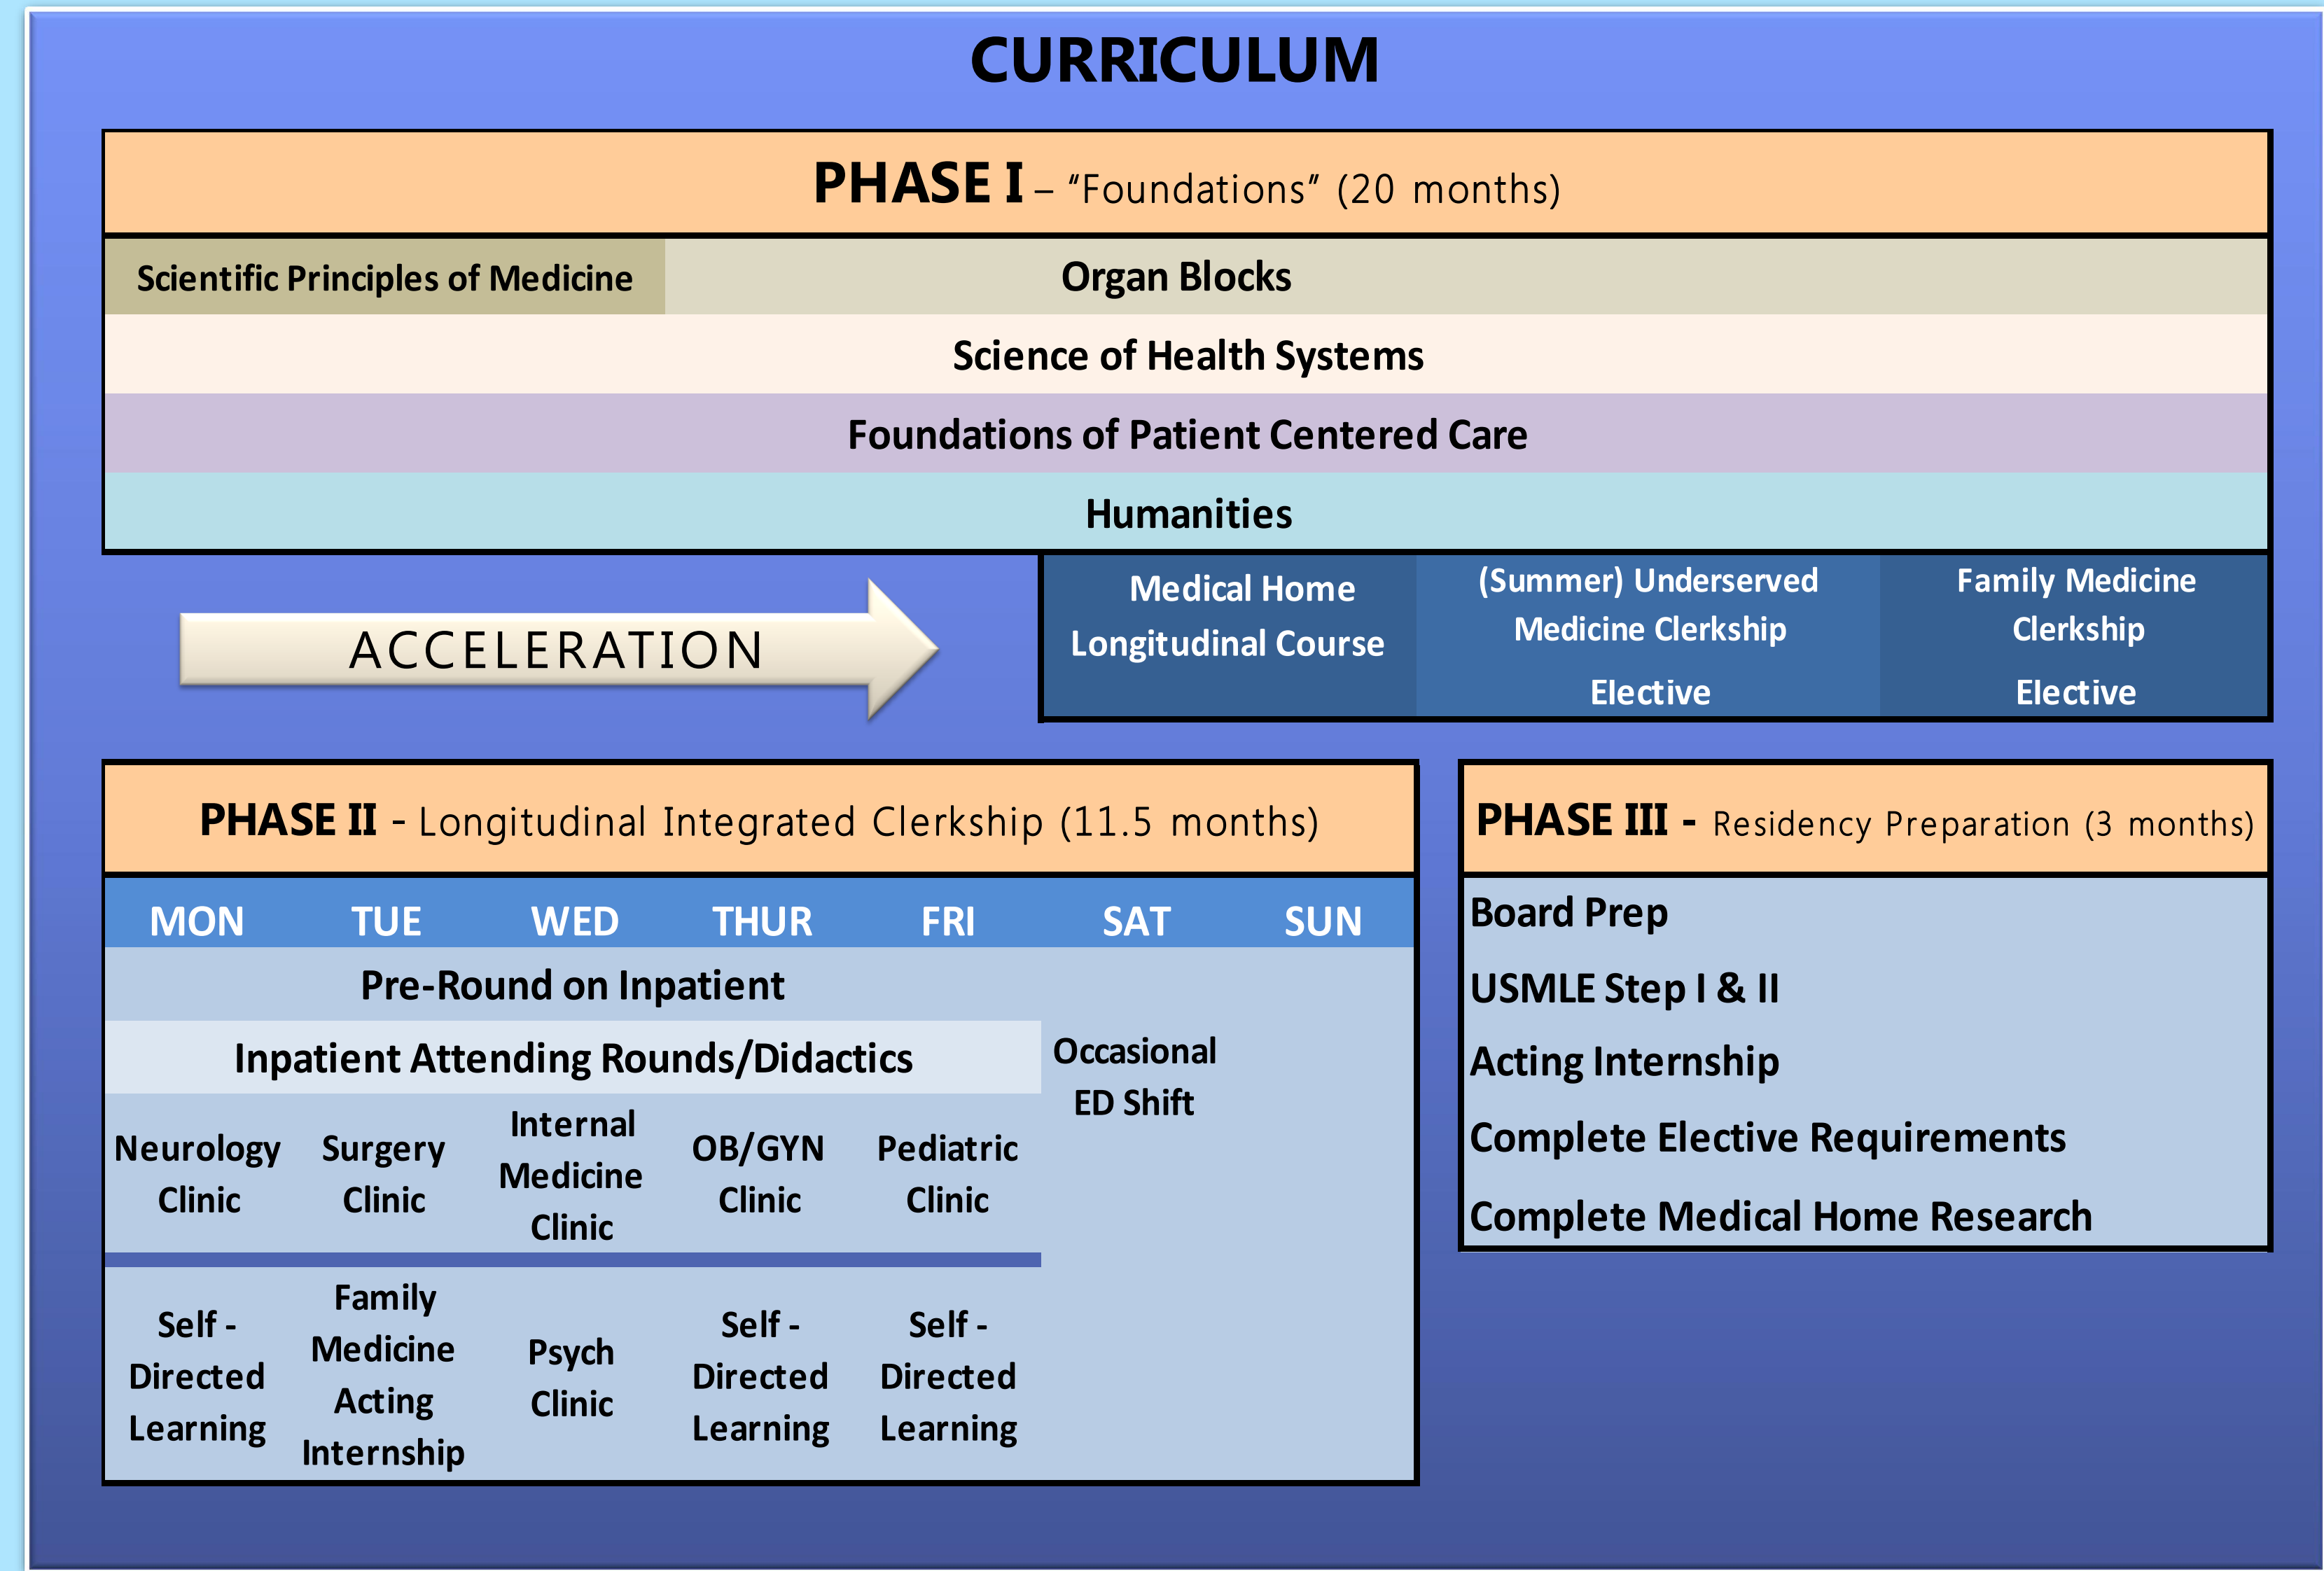 CURRICULUM
PHASE I – “Foundations” (20 months)
Scientific Principles of Medicine
Organ Blocks
Science of Health Systems
Foundations of Patient Centered Care
Humanities
ACCELERATION
Medical Home
Longitudinal Course
(Summer) Underserved
Medicine Clerkship
Elective
Family Medicine
Clerkship
Elective
PHASE II - Longitudinal Integrated Clerkship (11.5 months)
MON TUE WED THUR FRI SAT SUN
Pre-Round on Inpatient
Inpatient Attending Rounds/Didactics
Occasional
ED Shift
Neurology
Clinic
Surgery
Clinic
Internal
Medicine
Clinic
OB/GYN
Clinic
Pediatric
Clinic
Self -
Directed
Learning
Family
Medicine
Acting
Internship
Psych
Clinic
Self -
Directed
Learning
Self -
Directed
Learning
PHASE III - Residency Preparation (3 months)
Board Prep
USMLE Step I & II
Acting Internship
Complete Elective Requirements
Complete Medical Home Research